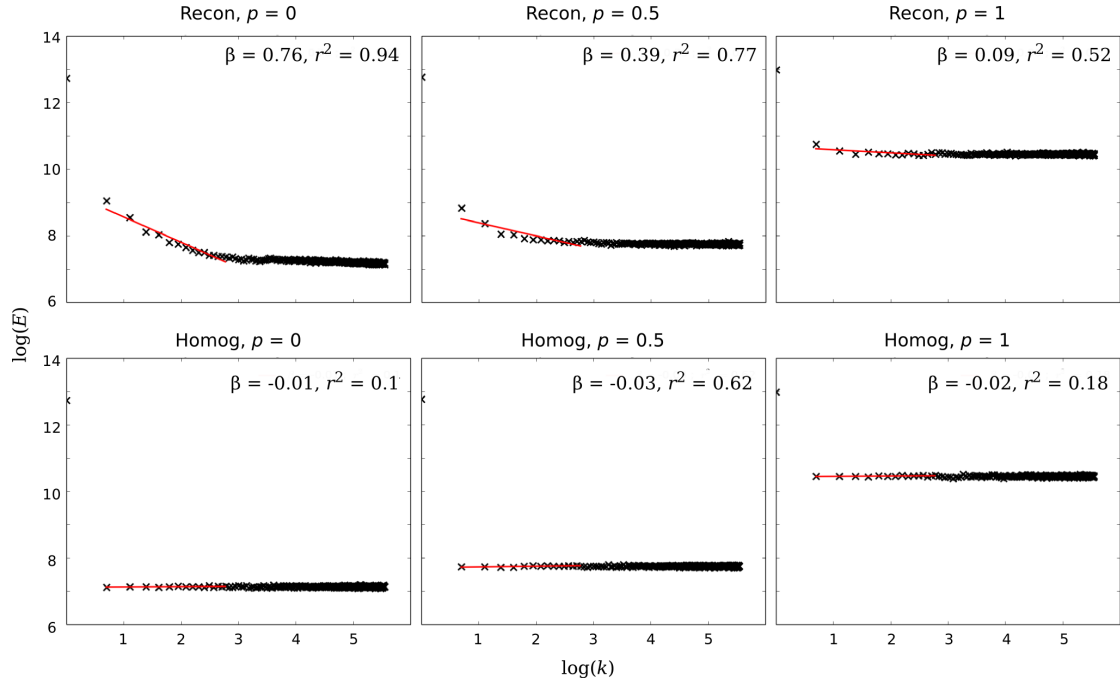 Recon, p = 0
Recon, p = 0.5
Recon, p = 1
14
12
10
8
6
β = 0.76, r² = 0.94
β = 0.39, r² = 0.77
β = 0.09, r² = 0.52
log(E)
Homog, p = 0
Homog, p = 0.5
Homog, p = 1
14
12
10
8
6
β = -0.01, r² = 0.1
β = -0.03, r² = 0.62
β = -0.02, r² = 0.18
1 2 3 4 5
1 2 3 4 5
1 2 3 4 5
log(k)